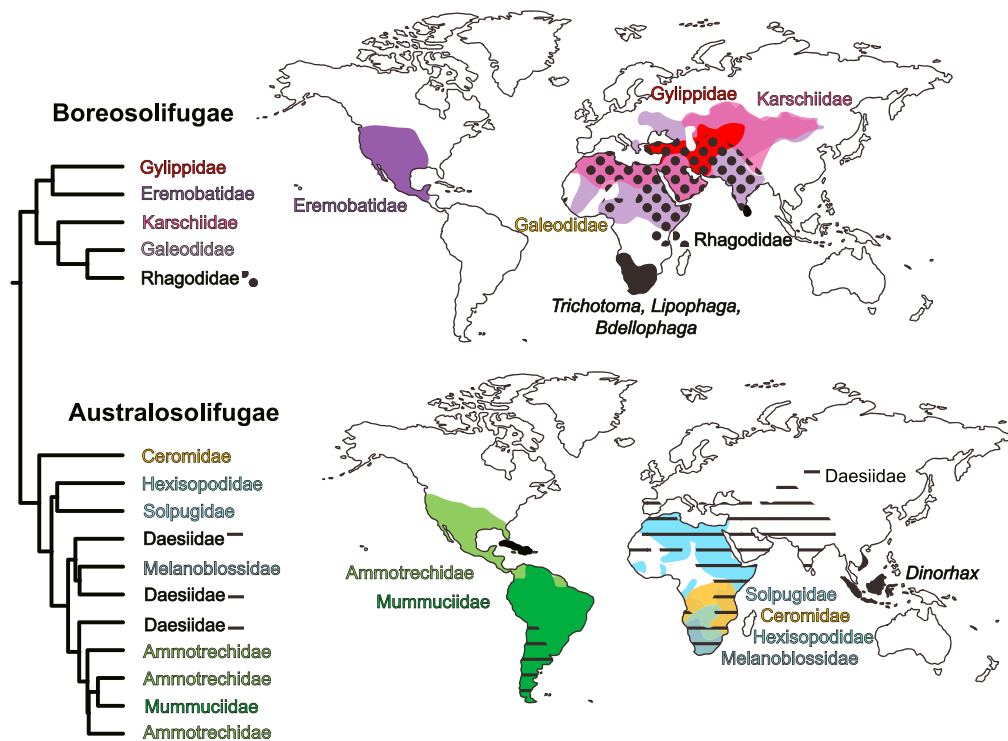 Boreosolifugae
Gylippidae
Eremobatidae
Karschiidae
Galeodidae
Rhagodidae
Gylippidae
Karschiidae
Eremobatidae
Galeodidae
Rhagodidae
Trichotoma, Lipophaga,
Bdellophaga
Australosolifugae
Ceromidae
Hexisopodidae
Solpugidae
Daesiidae
Melanoblossidae
Daesiidae
Daesiidae
Ammotrechidae
Ammotrechidae
Mummuciidae
Ammotrechidae
Daesiidae
Dinorhax
Ammotrechidae
Mummuciidae
Solpugidae
Ceromidae
Hexisopodidae
Melanoblossidae